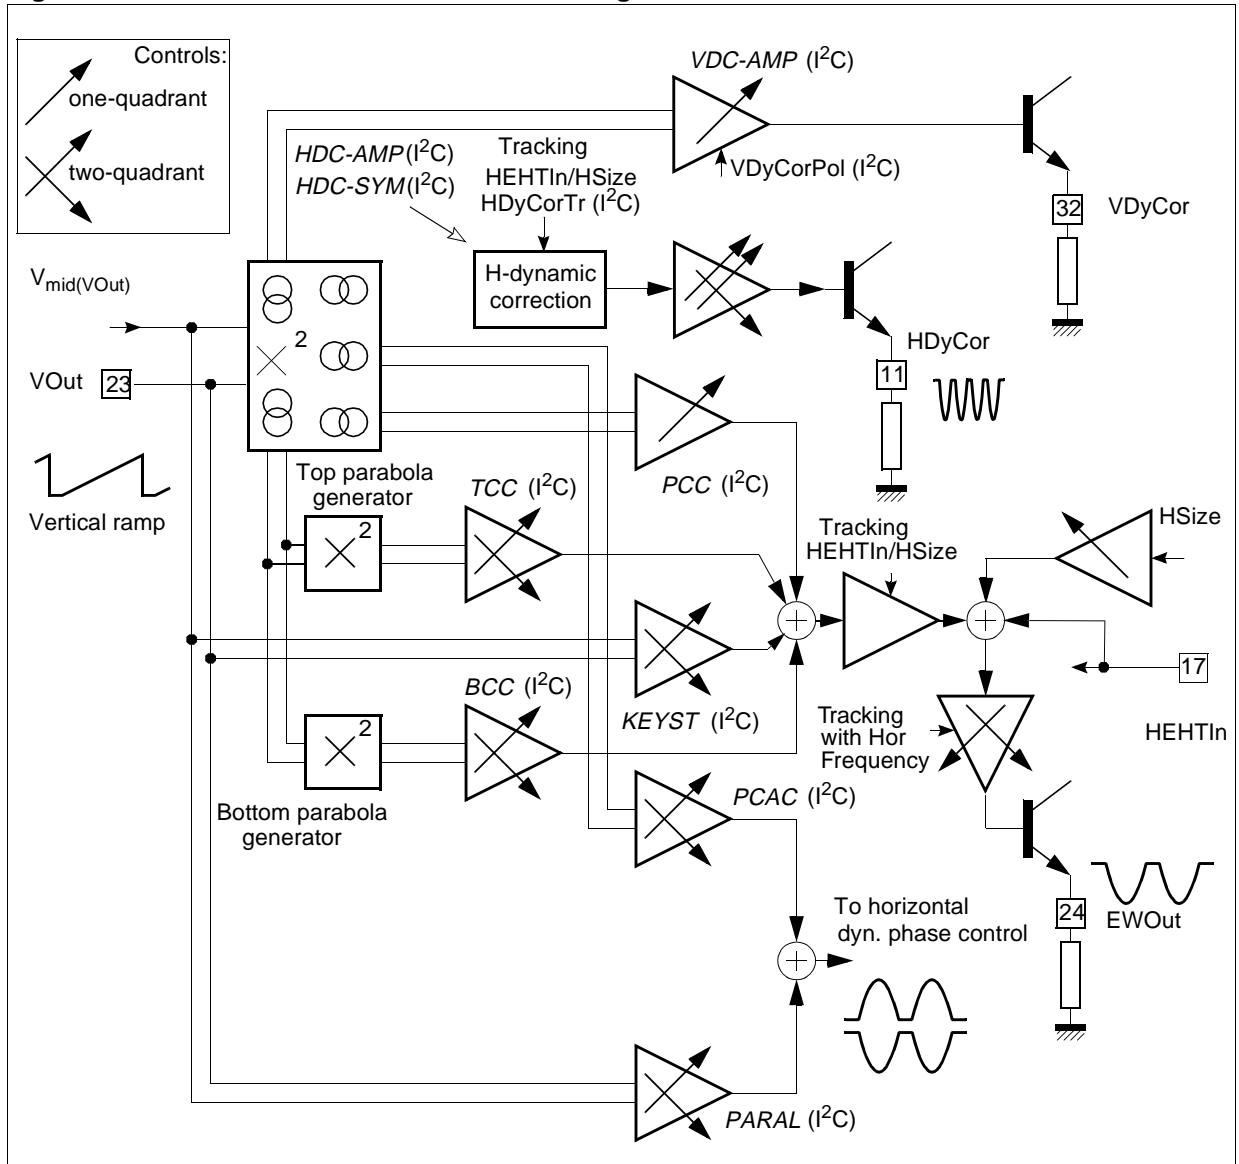 Controls:
one-quadrant
two-quadrant
VDC-AMP (I²C)
VDyCorPol (I²C)
32
VDyCor
HDC-AMP (I²C)
HDC-SYM (I²C)
Tracking
HEHTIn/HSize
HDyCorTr (I²C)
H-dynamic
correction
HDyCor
11
Vmid(VOut)
VOut
23
2
Vertical ramp
Top parabola
generator
2
TCC (I²C)
PCC (I²C)
Tracking
HEHTIn/HSize
HSize
17
HEHTIn
KEYST (I²C)
BCC (I²C)
2
Bottom parabola
generator
Tracking
with Hor
Frequency
PCAC (I²C)
24
EWOut
To horizontal
dyn. phase control
PARAL (I²C)